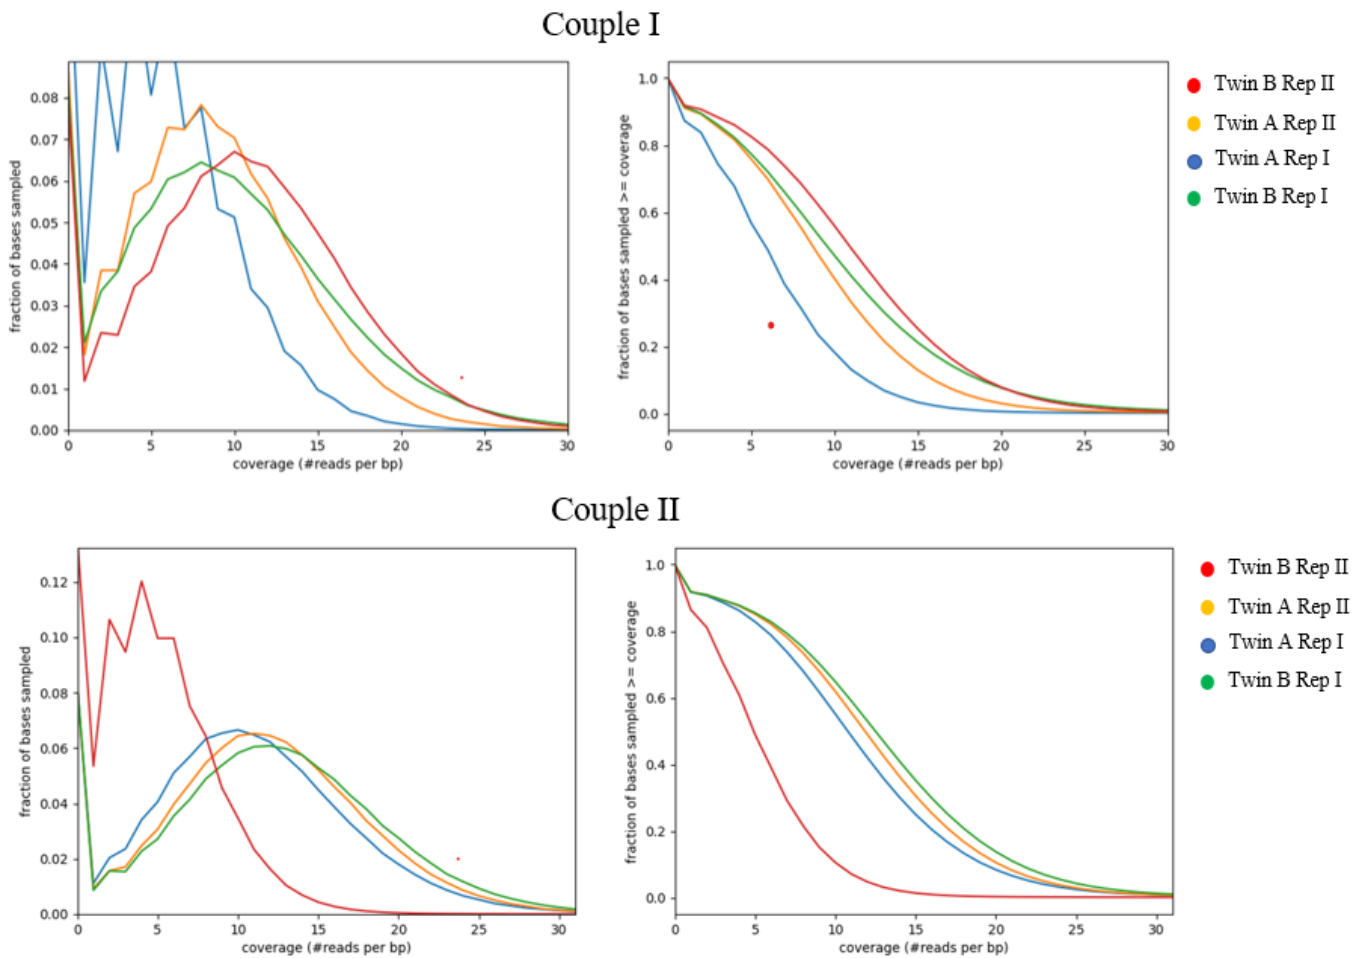 Couple I
fraction of bases sampled
0.08
0.07
0.06
0.05
0.04
0.03
0.02
0.01
0.00
0 5 10 15 20 25 30
coverage (#reads per bp)
fraction of bases sampled >= coverage
1.0
0.8
0.6
0.4
0.2
0.0
0 5 10 15 20 25 30
coverage (#reads per bp)
Twin B Rep II
Twin A Rep II
Twin A Rep I
Twin B Rep I
Couple II
fraction of bases sampled
0.12
0.10
0.08
0.06
0.04
0.02
0.00
0 5 10 15 20 25 30
coverage (#reads per bp)
fraction of bases sampled >= coverage
1.0
0.8
0.6
0.4
0.2
0.0
0 5 10 15 20 25 30
coverage (#reads per bp)
Twin B Rep II
Twin A Rep II
Twin A Rep I
Twin B Rep I